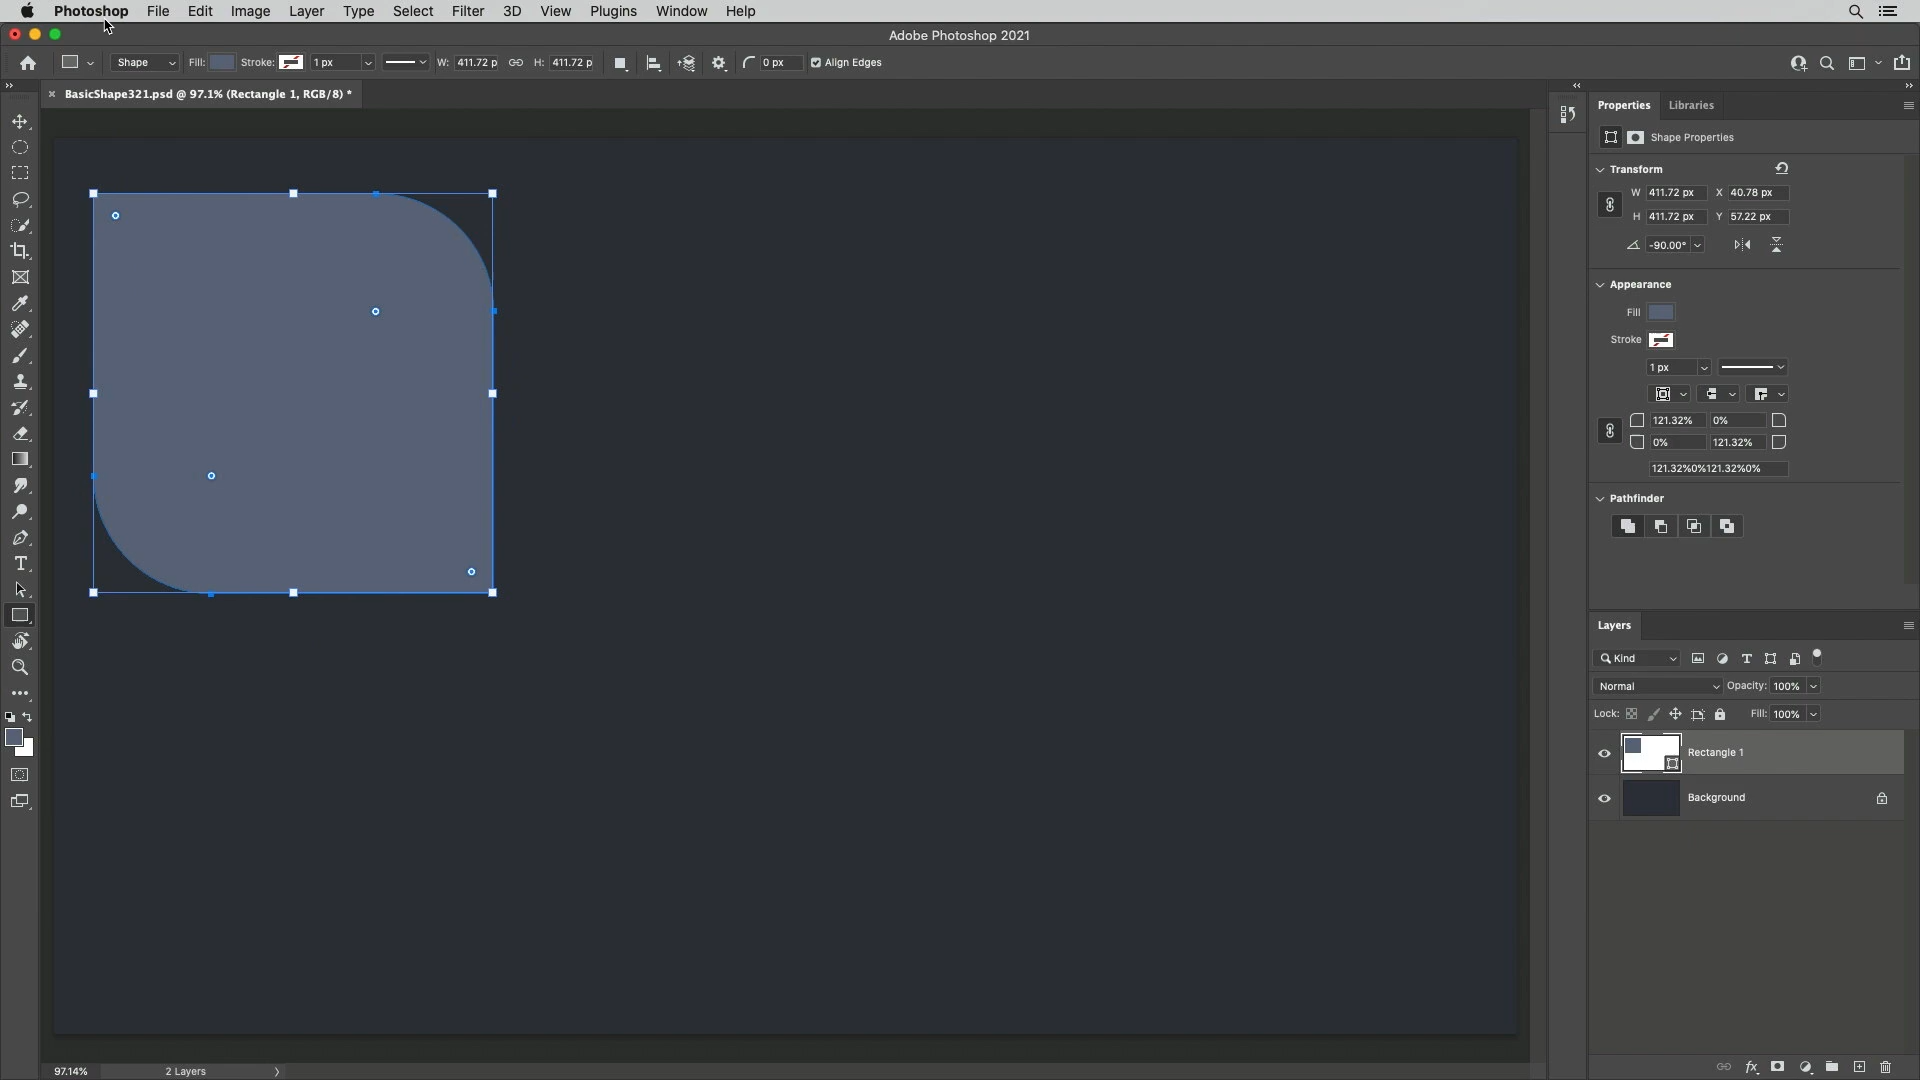 Photoshop File Edit Image Layer Type Select Filter 3D View Plugins Window Help
Adobe Photoshop 2021
Shape Fill: Stroke: 1 px W: 411.72 p H: 411.72 p 0 px Align Edges
BasicShape321.psd @ 97.1% (Rectangle 1, RGB/8) *
Properties Libraries
Shape Properties
Transform
W 411.72 px X 40.78 px
H 411.72 px Y 57.22 px
-90.00°
Appearance
Fill
Stroke
1 px
121.32% 0%
0% 121.32%
121.32%0%121.32%0%
Pathfinder
Layers
Kind
Normal Opacity: 100%
Lock: Fill: 100%
Rectangle 1
Background
97.14% 2 Layers